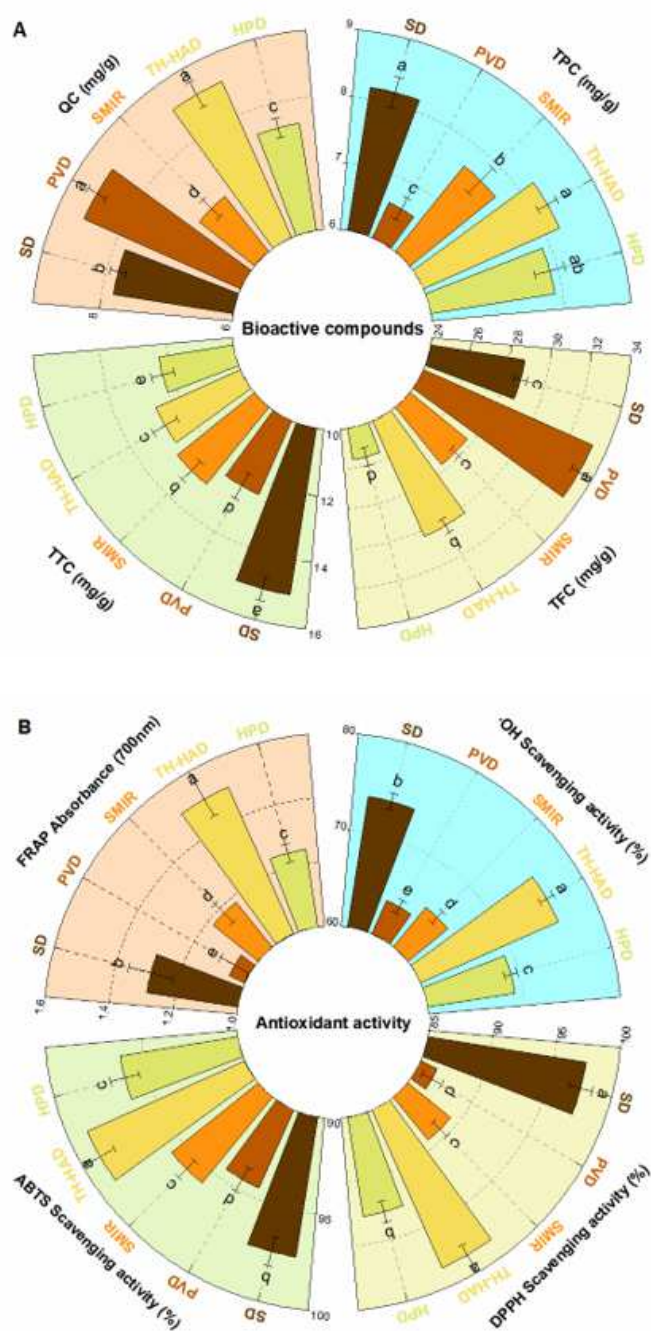 A
QC (mg/g)
SD
PVD
SMIR
TH-HAD
HPD
b
a
d
a
c
6
8
TPC (mg/g)
SD
PVD
SMIR
TH-HAD
HPD
a
c
b
a
ab
6
7
8
9
Bioactive compounds
TFC (mg/g)
SD
PVD
SMIR
TH-HAD
HPD
c
a
c
b
d
24
26
28
30
32
34
TTC (mg/g)
SD
PVD
SMIR
TH-HAD
HPD
a
d
b
c
e
10
12
14
16
B
FRAP Absorbance (700nm)
SD
PVD
SMIR
TH-HAD
HPD
b
e
d
a
c
1.0
1.2
1.4
1.6
·OH Scavenging activity (%)
SD
PVD
SMIR
TH-HAD
HPD
b
e
d
a
c
60
70
80
Antioxidant activity
DPPH Scavenging activity (%)
SD
PVD
SMIR
TH-HAD
HPD
a
d
c
a
b
85
90
95
100
ABTS Scavenging activity (%)
SD
PVD
SMIR
TH-HAD
HPD
b
d
c
a
c
90
95
100